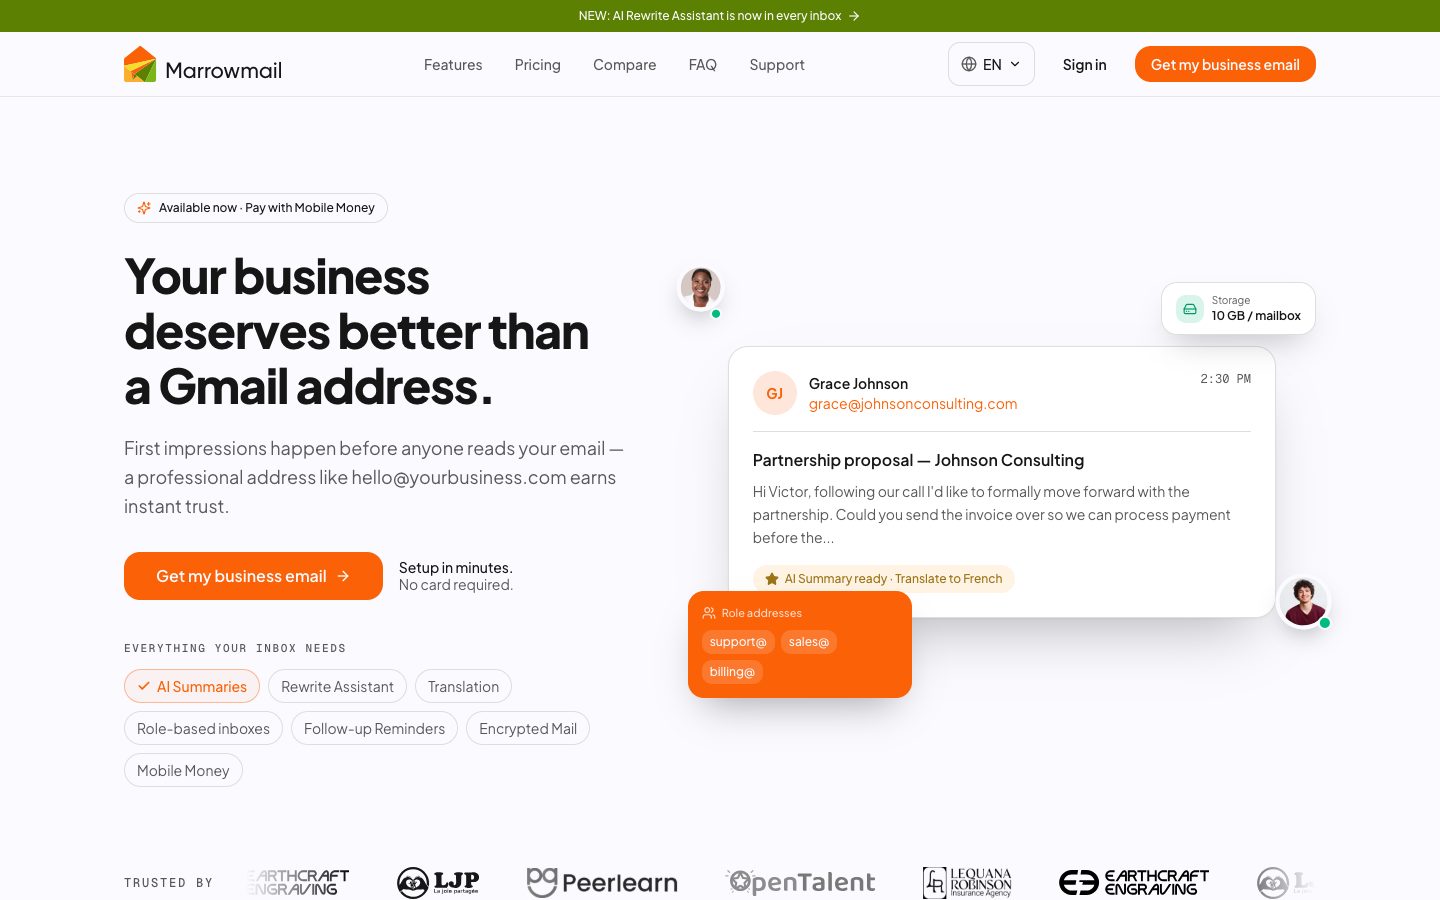 NEW: AI Rewrite Assistant is now in every inbox
Marrowmail
Features
Pricing
Compare
FAQ
Support
EN
Sign in
Get my business email
Available now · Pay with Mobile Money
Your business
deserves better than
a Gmail address.
First impressions happen before anyone reads your email —
a professional address like hello@yourbusiness.com earns
instant trust.
Get my business email
Setup in minutes.
No card required.
EVERYTHING YOUR INBOX NEEDS
AI Summaries
Rewrite Assistant
Translation
Role-based inboxes
Follow-up Reminders
Encrypted Mail
Mobile Money
Storage
10 GB / mailbox
GJ
Grace Johnson
grace@johnsonconsulting.com
2:30 PM
Partnership proposal — Johnson Consulting
Hi Victor, following our call I'd like to formally move forward with the
partnership. Could you send the invoice over so we can process payment
before the...
AI Summary ready · Translate to French
Role addresses
support@
sales@
billing@
TRUSTED BY
EARTHCRAFT
ENGRAVING
LJP
La joie partagée
Peerlearn
OpenTalent
LR
LEQUANA
ROBINSON
Insurance Agency
EARTHCRAFT
ENGRAVING